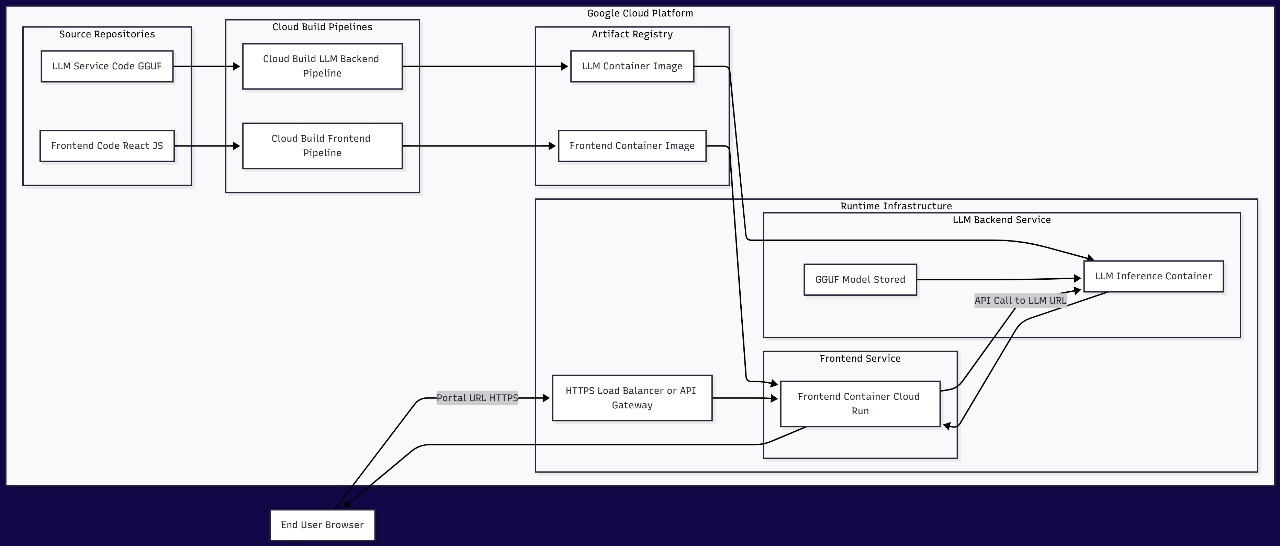 Google Cloud Platform
Source Repositories
LLM Service Code GGUF
Frontend Code React JS
Cloud Build Pipelines
Cloud Build LLM Backend
Pipeline
Cloud Build Frontend
Pipeline
Artifact Registry
LLM Container Image
Frontend Container Image
Runtime Infrastructure
LLM Backend Service
GGUF Model Stored
LLM Inference Container
API Call to LLM URL
Frontend Service
Frontend Container Cloud
Run
HTTPS Load Balancer or API
Gateway
Portal URL HTTPS
End User Browser